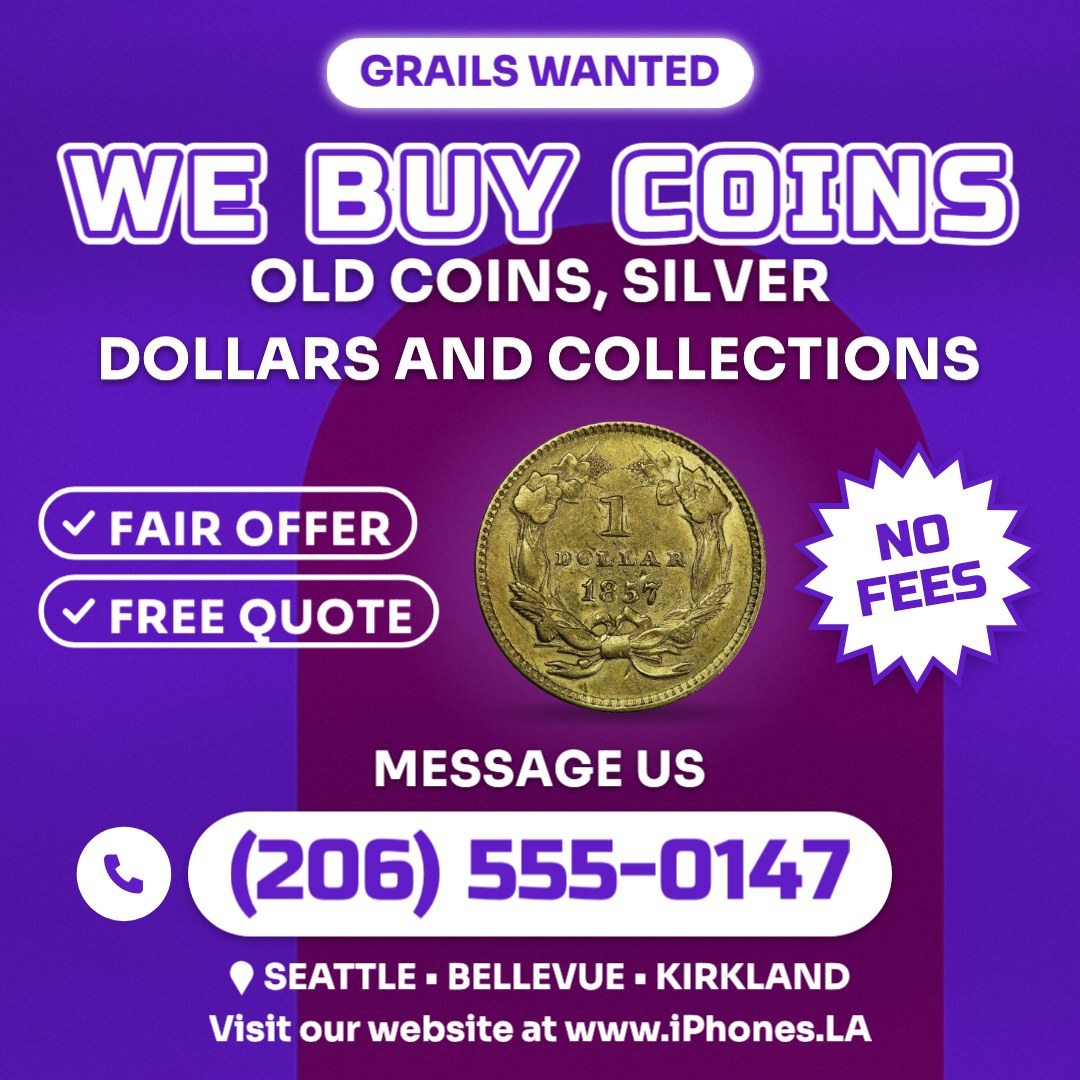 GRAILS WANTED
WE BUY COINS
OLD COINS, SILVER
DOLLARS AND COLLECTIONS
1
DOLLAR
1857
FAIR OFFER
FREE QUOTE
NO
FEES
MESSAGE US
(206) 555-0147
SEATTLE ▪ BELLEVUE ▪ KIRKLAND
Visit our website at www.iPhones.LA